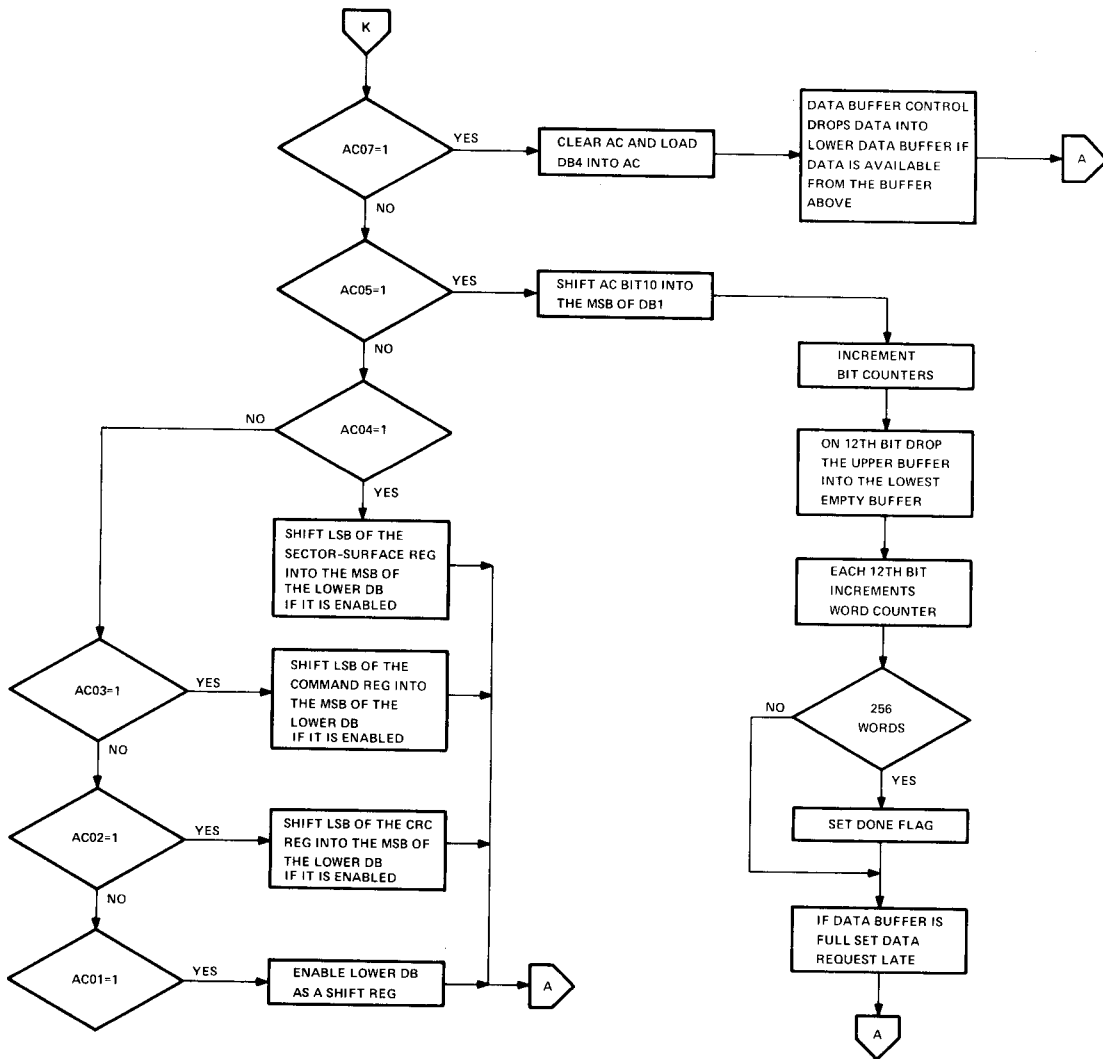 K
AC07=1
YES
NO
CLEAR AC AND LOAD
DB4 INTO AC
DATA BUFFER CONTROL
DROPS DATA INTO
LOWER DATA BUFFER IF
DATA IS AVAILABLE
FROM THE BUFFER
ABOVE
A
AC05=1
YES
NO
SHIFT AC BIT10 INTO
THE MSB OF DB1
INCREMENT
BIT COUNTERS
ON 12TH BIT DROP
THE UPPER BUFFER
INTO THE LOWEST
EMPTY BUFFER
EACH 12TH BIT
INCREMENTS
WORD COUNTER
256
WORDS
NO
YES
SET DONE FLAG
IF DATA BUFFER IS
FULL SET DATA
REQUEST LATE
A
AC04=1
NO
YES
SHIFT LSB OF THE
SECTOR-SURFACE REG
INTO THE MSB OF
THE LOWER DB
IF IT IS ENABLED
AC03=1
YES
NO
SHIFT LSB OF THE
COMMAND REG INTO
THE MSB OF THE
LOWER DB
IF IT IS ENABLED
AC02=1
YES
NO
SHIFT LSB OF THE CRC
REG INTO THE MSB OF
THE LOWER DB
IF IT IS ENABLED
AC01=1
YES
ENABLE LOWER DB
AS A SHIFT REG
A